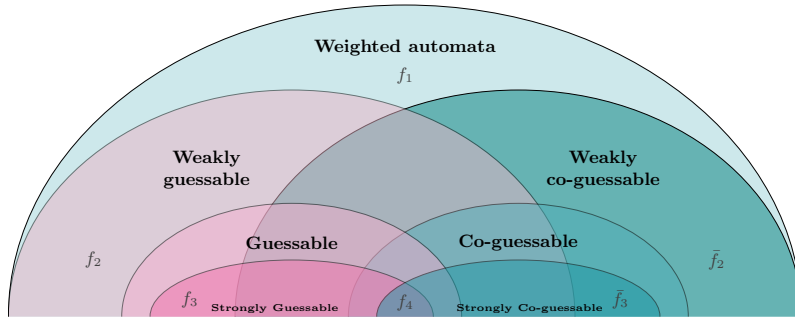 Weighted automata
f₁
Weakly
guessable
Weakly
co-guessable
Guessable
Co-guessable
f₂
f̄₂
f₃
Strongly Guessable
f₄
Strongly Co-guessable
f̄₃